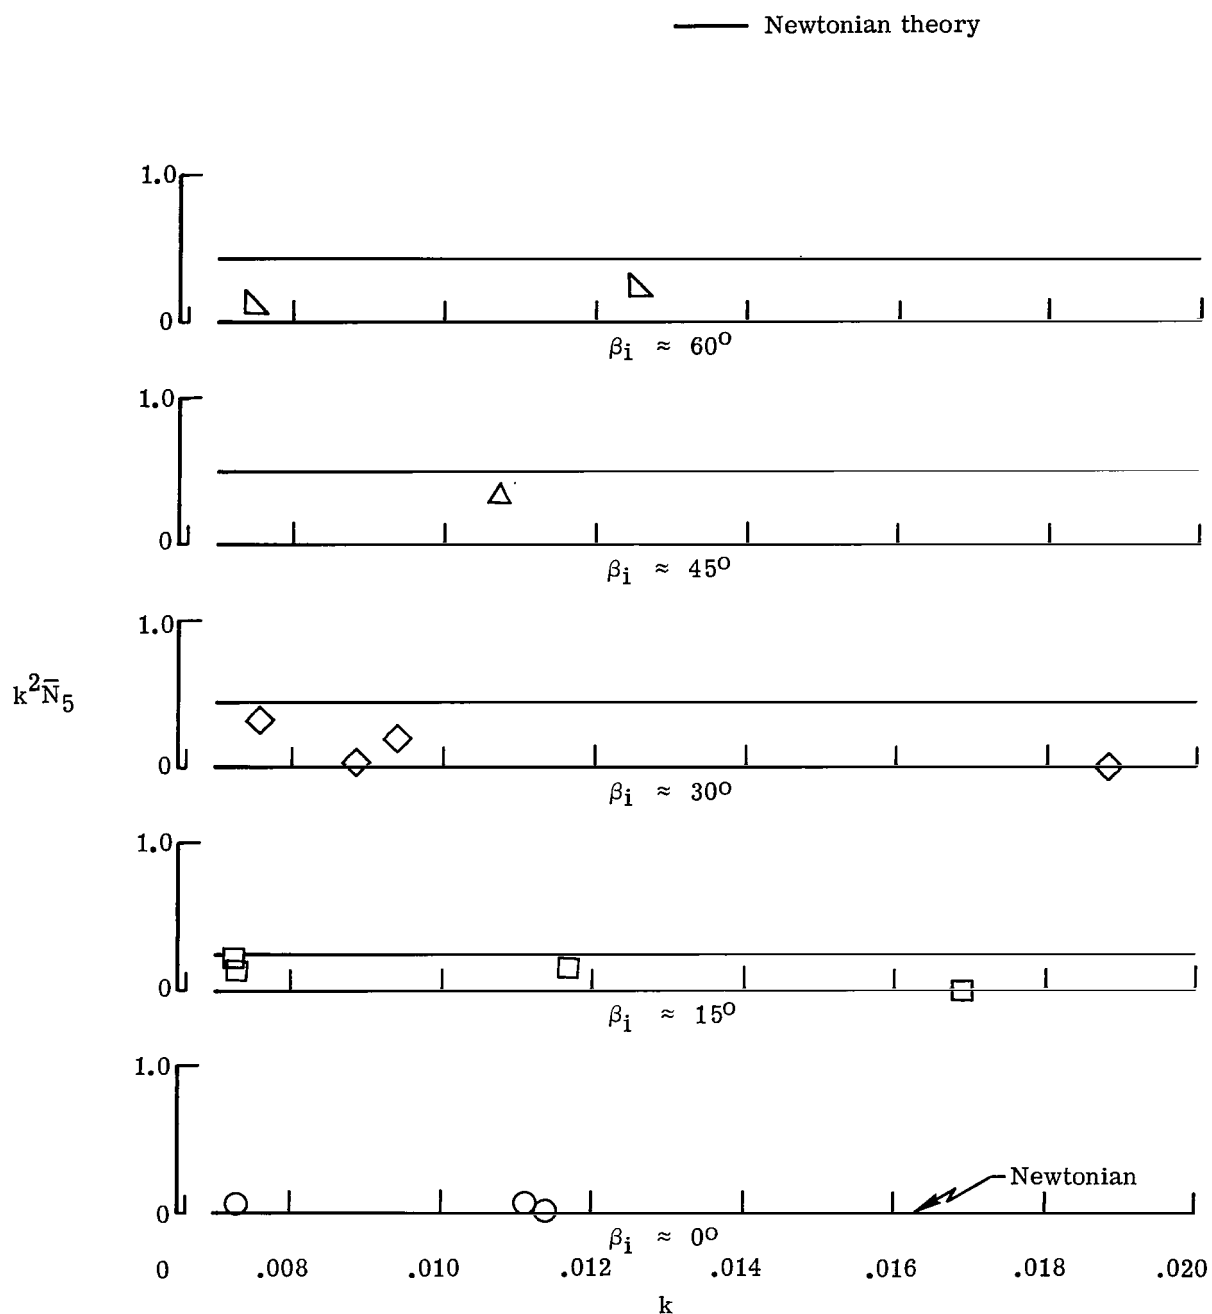 Newtonian theory
1.0
0
βi ≈ 60°
1.0
0
βi ≈ 45°
1.0
k²N̄5
0
βi ≈ 30°
1.0
0
βi ≈ 15°
1.0
Newtonian
0
βi ≈ 0°
0 .008 .010 .012 .014 .016 .018 .020
k